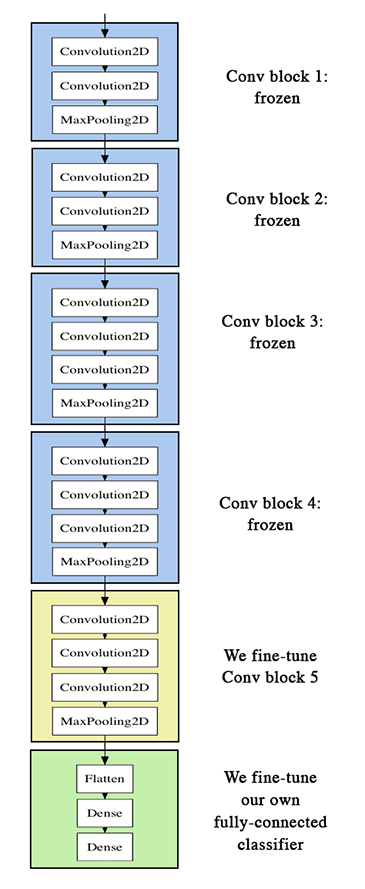 Convolution2D
Convolution2D
MaxPooling2D
Conv block 1:
frozen
Convolution2D
Convolution2D
MaxPooling2D
Conv block 2:
frozen
Convolution2D
Convolution2D
Convolution2D
MaxPooling2D
Conv block 3:
frozen
Convolution2D
Convolution2D
Convolution2D
MaxPooling2D
Conv block 4:
frozen
Convolution2D
Convolution2D
Convolution2D
MaxPooling2D
We fine-tune
Conv block 5
Flatten
Dense
Dense
We fine-tune
our own
fully-connected
classifier